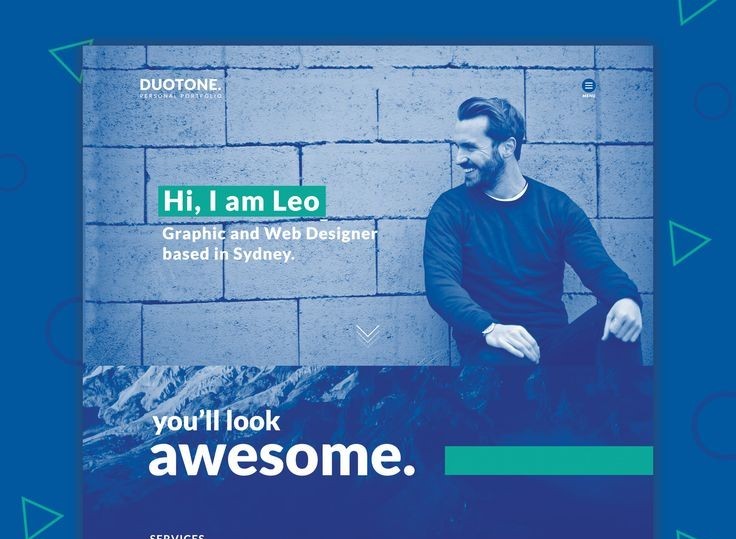 DUOTONE.
PERSONAL PORTFOLIO
MENU
Hi, I am Leo
Graphic and Web Designer
based in Sydney.
you'll look
awesome.
SERVICES